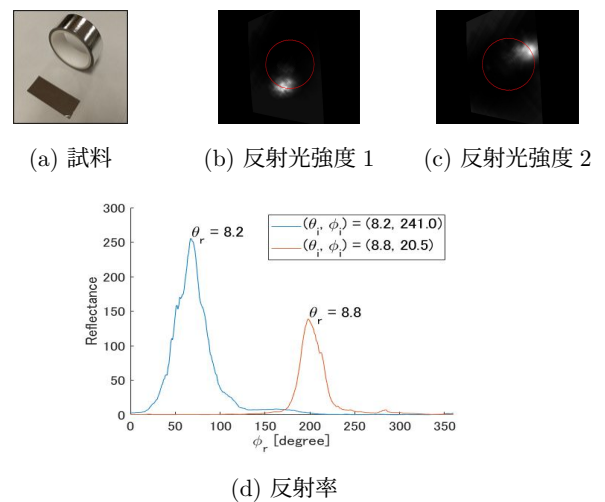 (a) 試料
(b) 反射光強度 1
(c) 反射光強度 2
300
250
200
150
100
50
0
Reflectance
θr = 8.2
θr = 8.8
(θi, φi) = (8.2, 241.0)
(θi, φi) = (8.8, 20.5)
0 50 100 150 200 250 300 350
φr [degree]
(d) 反射率